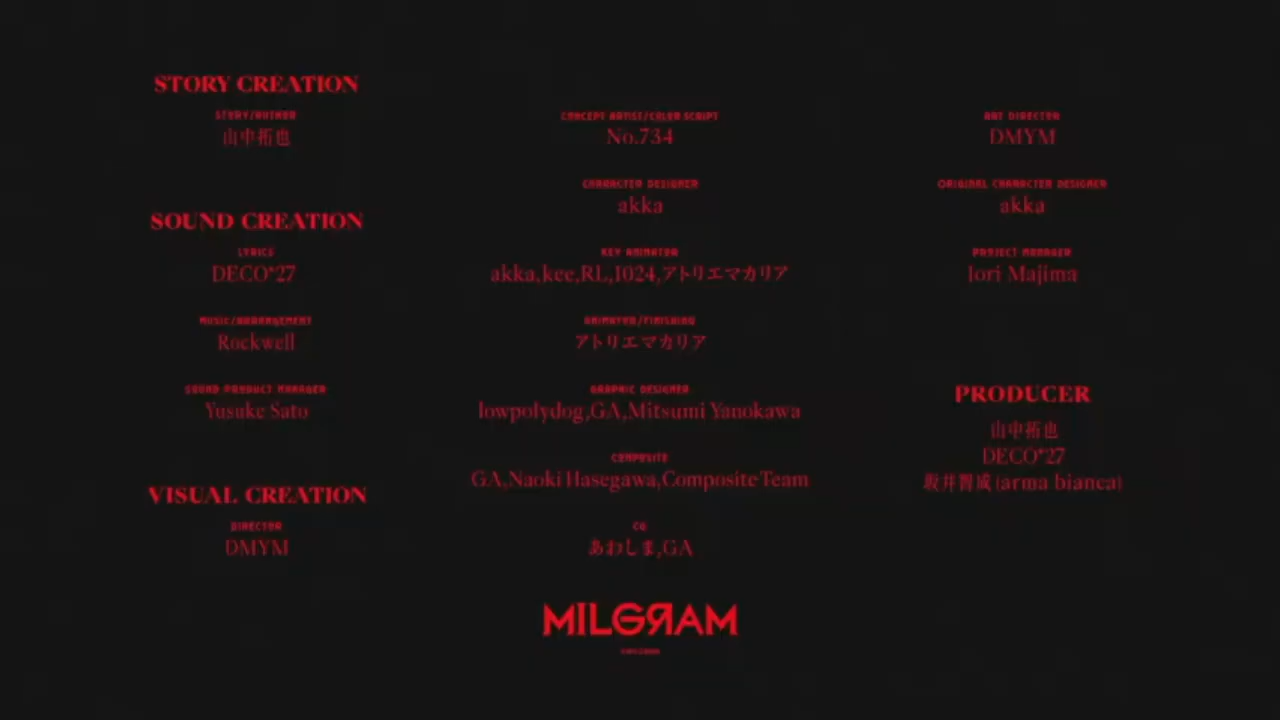 STORY CREATION
STORY/AUTHOR
山中拓也
SOUND CREATION
LYRICS
DECO*27
MUSIC/ARRANGEMENT
Rockwell
SOUND PRODUCT MANAGER
Yusuke Sato
VISUAL CREATION
DIRECTOR
DMYM
CONCEPT ARTIST/COLOR SCRIPT
No.734
CHARACTER DESIGNER
akka
KEY ANIMATOR
akka,kee,RL,1024,アトリエマカリア
ANIMATOR/FINISHING
アトリエマカリア
GRAPHIC DESIGNER
lowpolydog,GA,Mitsumi Yanokawa
COMPOSITE
GA,Naoki Hasegawa,Composite Team
CG
あわしま,GA
ART DIRECTOR
DMYM
ORIGINAL CHARACTER DESIGNER
akka
PROJECT MANAGER
Iori Majima
PRODUCER
山中拓也
DECO*27
坂井智成(arma bianca)
MILGRAM